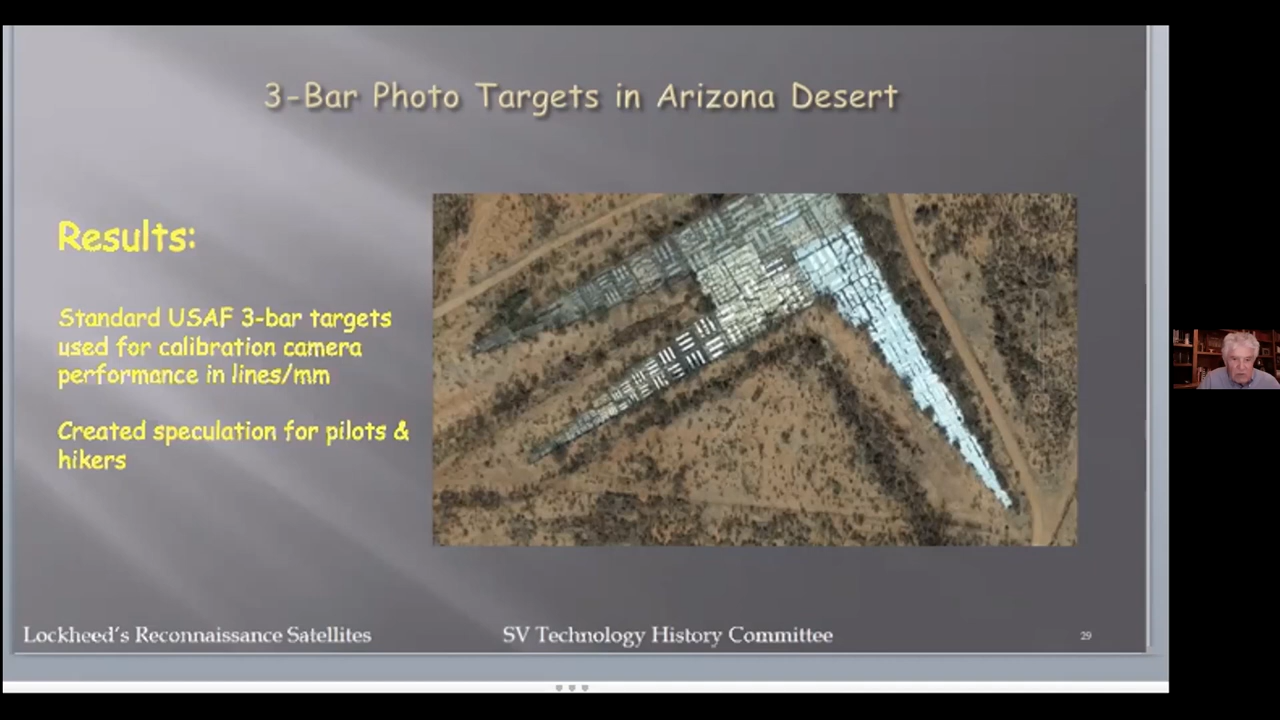 3-Bar Photo Targets in Arizona Desert
Results:
Standard USAF 3-bar targets
used for calibration camera
performance in lines/mm
Created speculation for pilots &
hikers
Lockheed's Reconnaissance Satellites
SV Technology History Committee
29